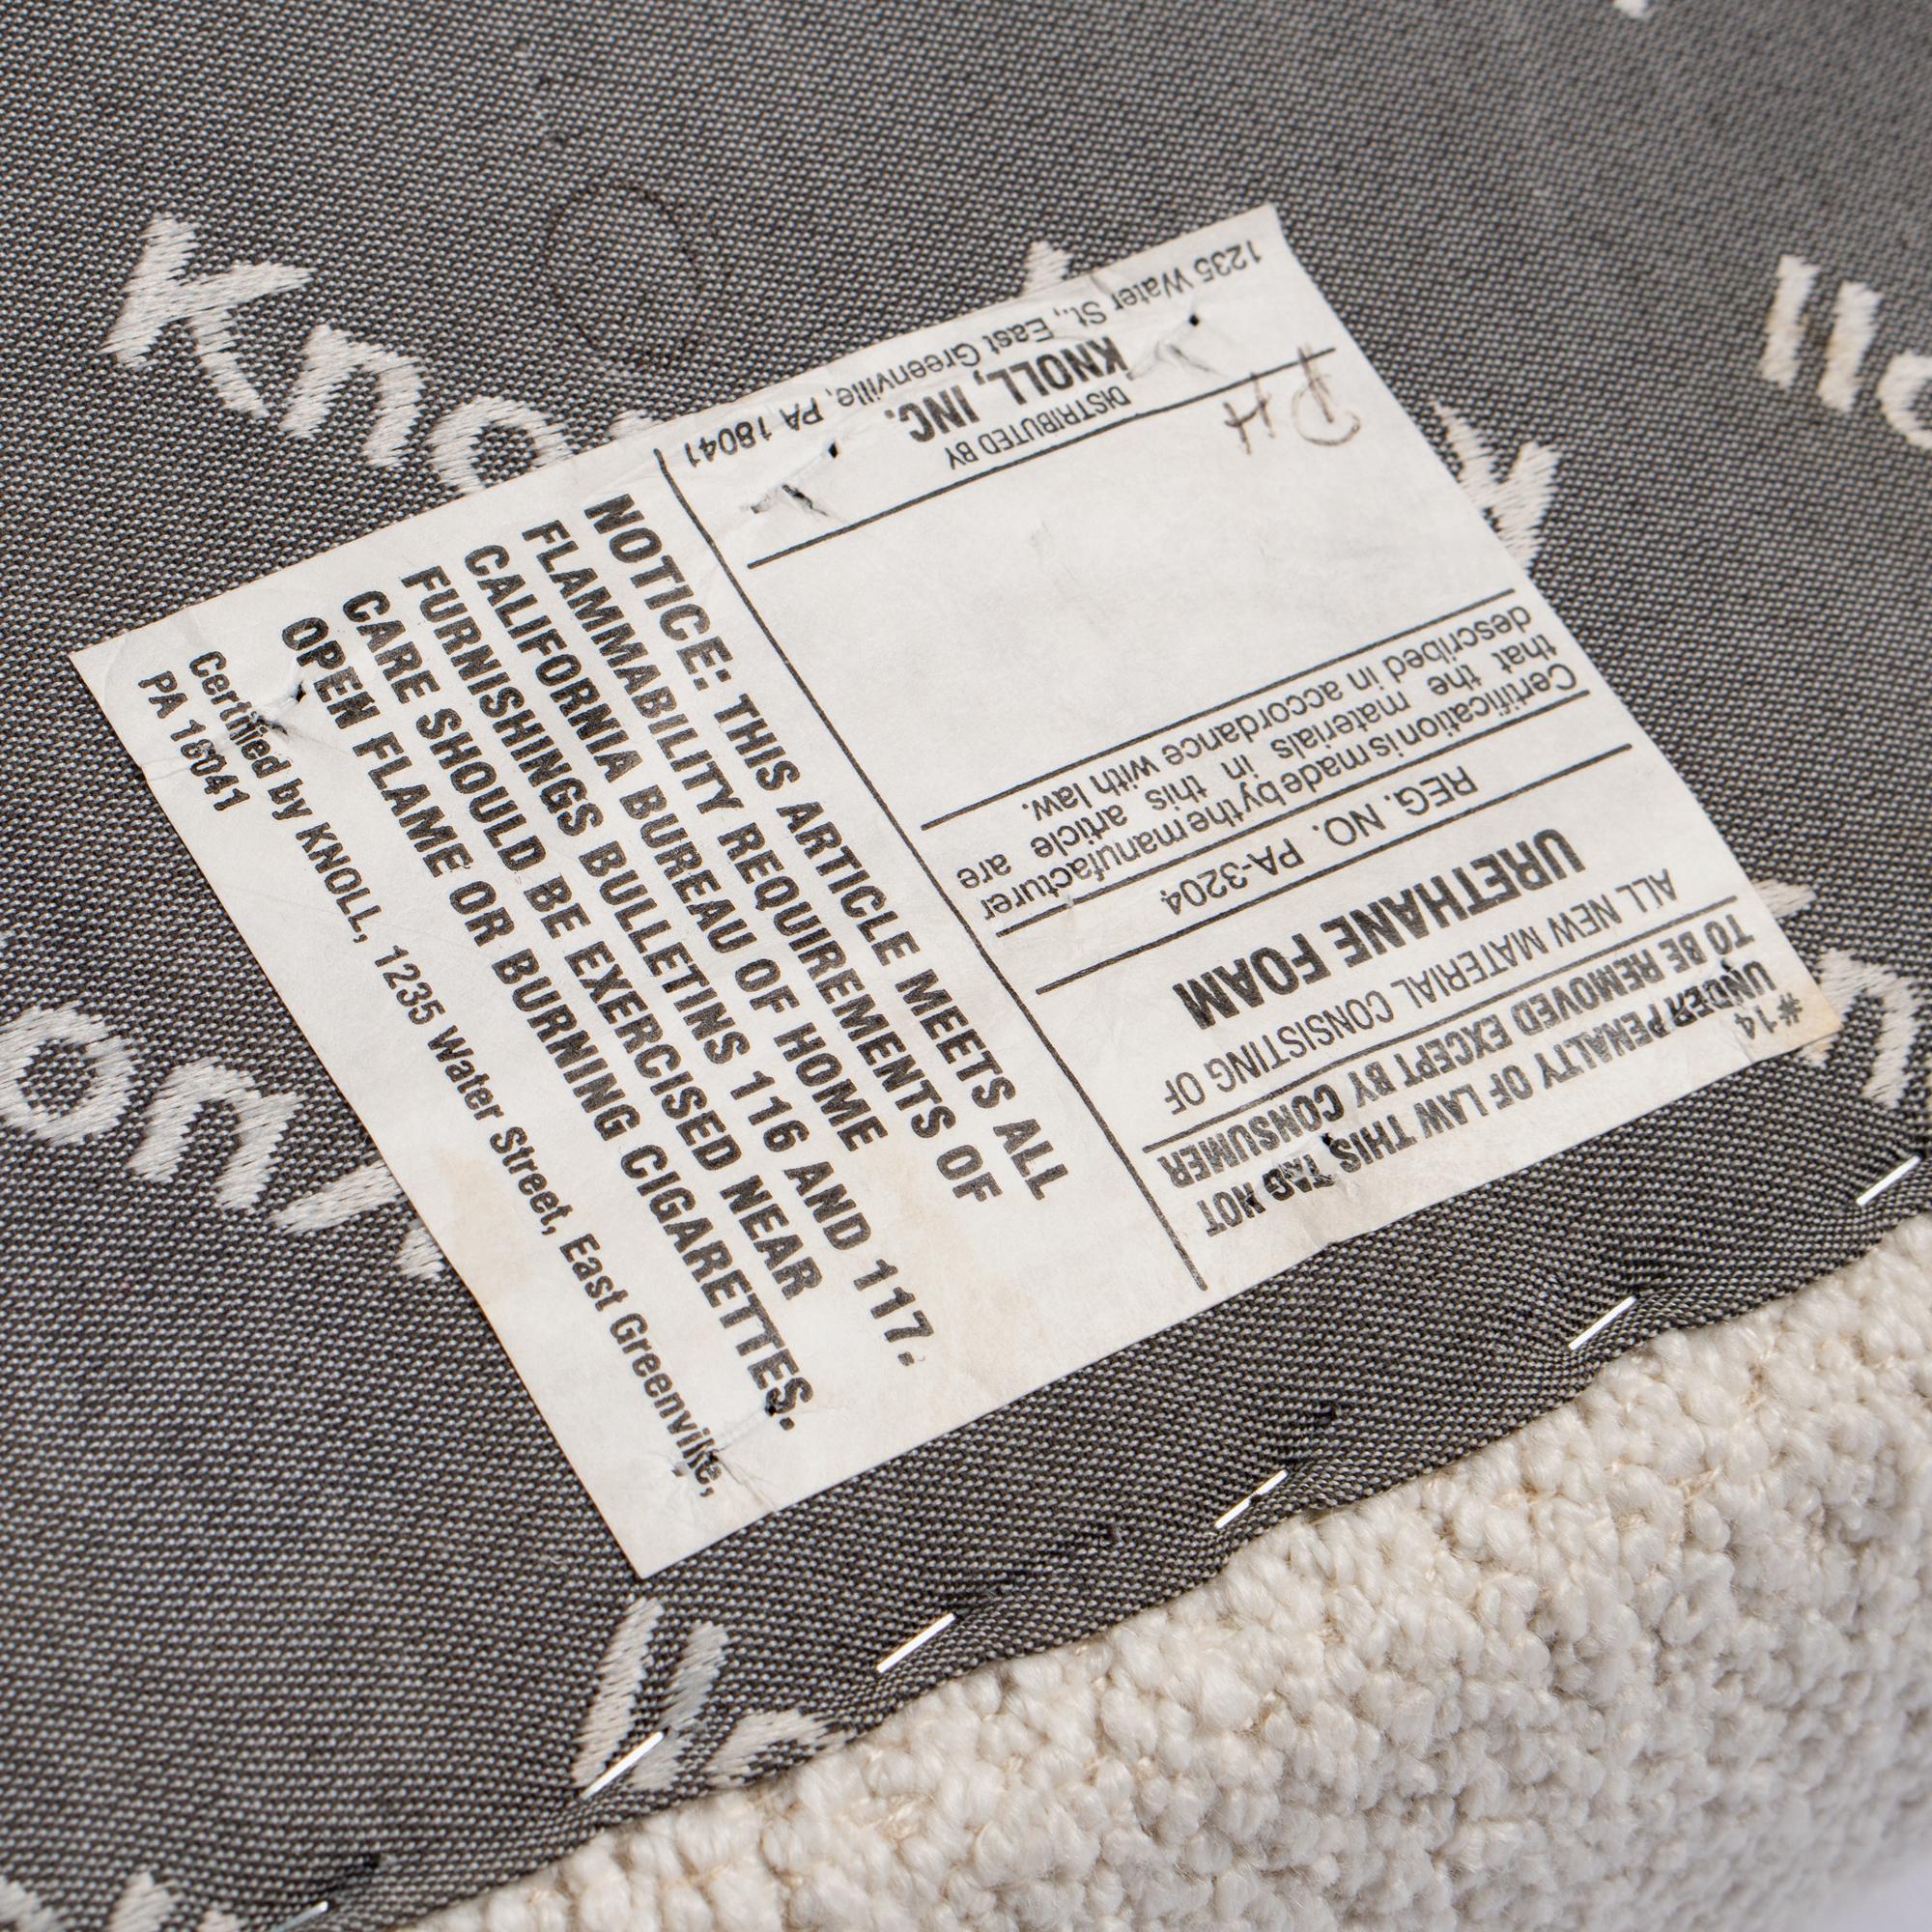 Knoll
#14
UNDER PENALTY OF LAW THIS TAG NOT
TO BE REMOVED EXCEPT BY CONSUMER
ALL NEW MATERIAL CONSISTING OF
URETHANE FOAM
REG. NO. PA-3204
Certification is made by the manufacturer
that the materials in this article are
described in accordance with law.
PH
DISTRIBUTED BY
KNOLL, INC.
1235 Water St., East Greenville, PA 18041
NOTICE: THIS ARTICLE MEETS ALL
FLAMMABILITY REQUIREMENTS OF
CALIFORNIA BUREAU OF HOME
FURNISHINGS BULLETINS 116 AND 117.
CARE SHOULD BE EXERCISED NEAR
OPEN FLAME OR BURNING CIGARETTES.
Certified by KNOLL, 1235 Water Street, East Greenville,
PA 18041